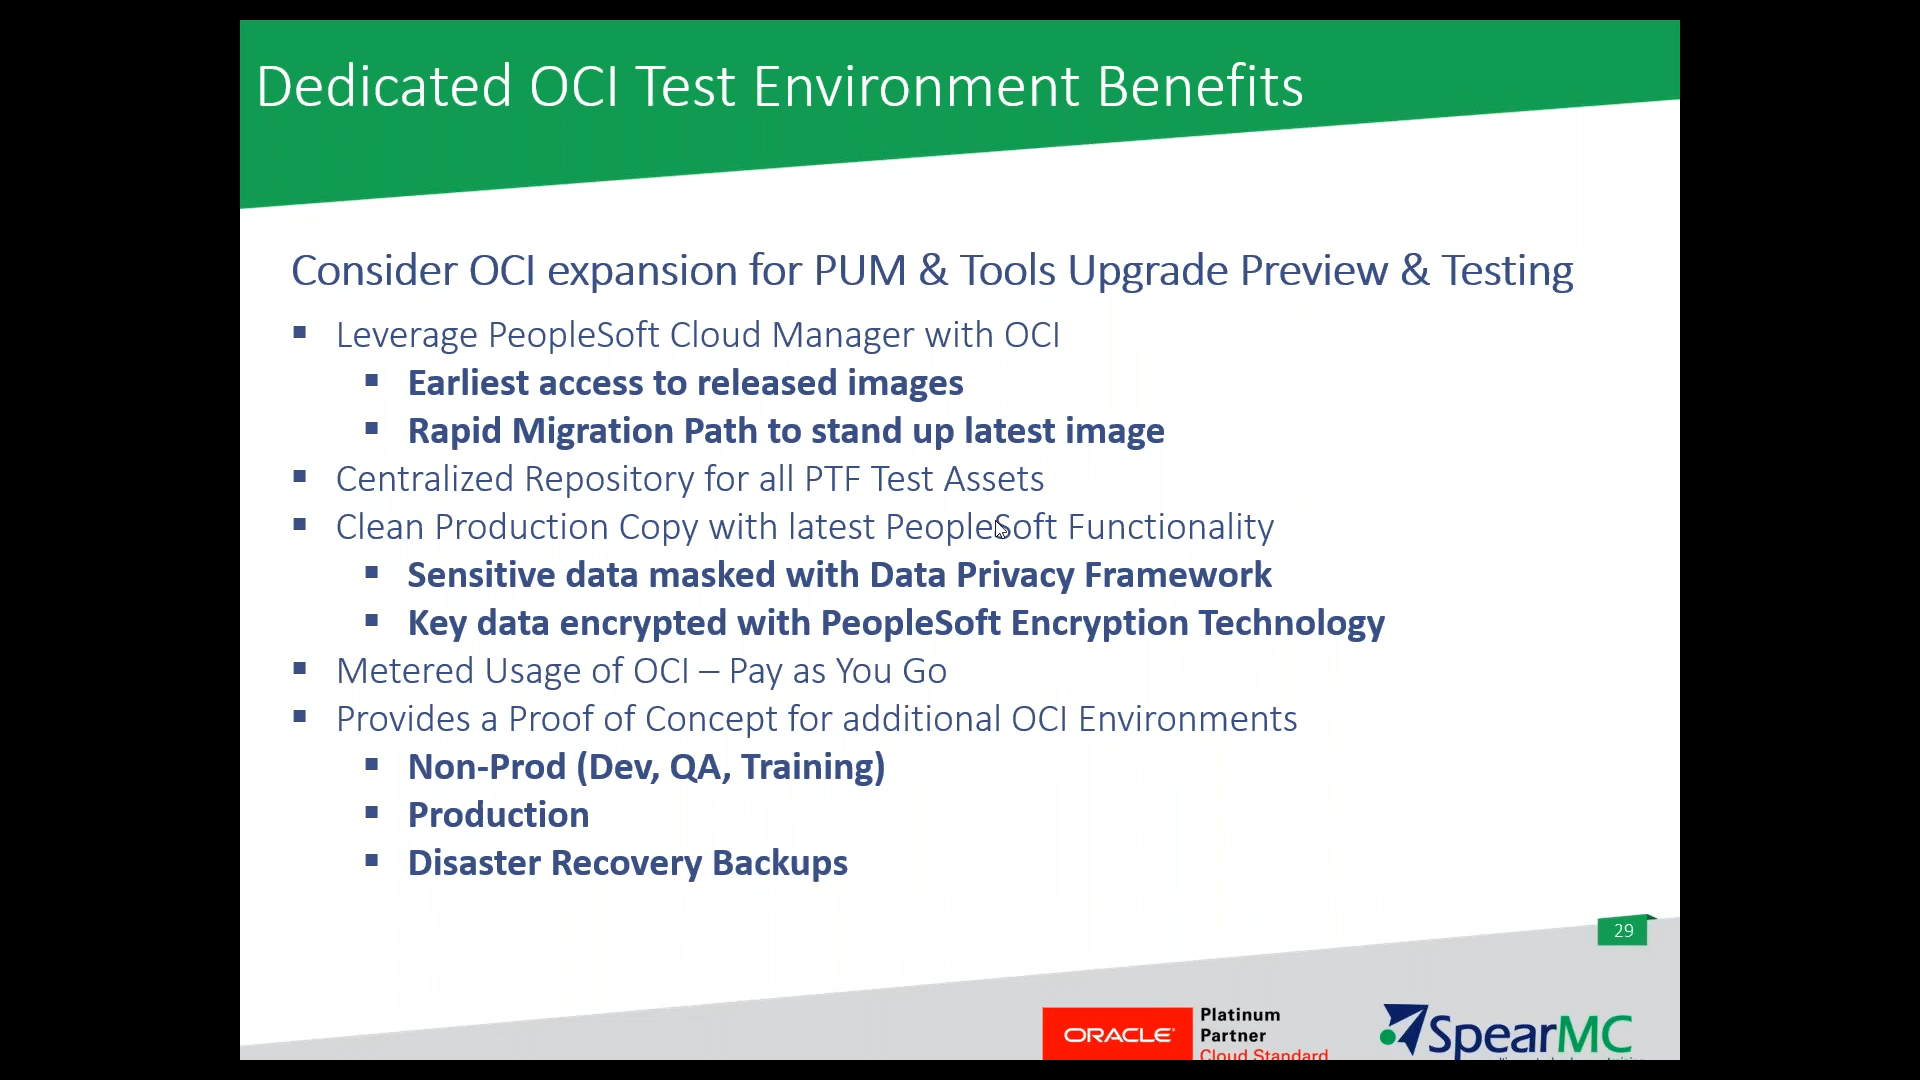 Dedicated OCI Test Environment Benefits
Consider OCI expansion for PUM & Tools Upgrade Preview & Testing
Leverage PeopleSoft Cloud Manager with OCI
Earliest access to released images
Rapid Migration Path to stand up latest image
Centralized Repository for all PTF Test Assets
Clean Production Copy with latest PeopleSoft Functionality
Sensitive data masked with Data Privacy Framework
Key data encrypted with PeopleSoft Encryption Technology
Metered Usage of OCI – Pay as You Go
Provides a Proof of Concept for additional OCI Environments
Non-Prod (Dev, QA, Training)
Production
Disaster Recovery Backups
29
ORACLE
Platinum
Partner
Cloud Standard
SpearMC